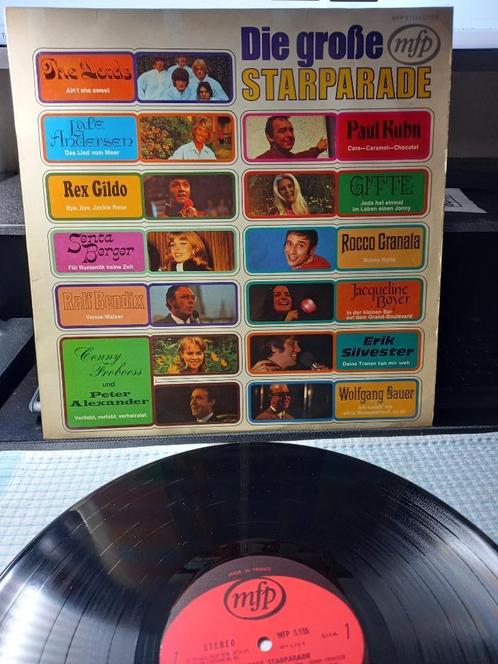 MFP STEREO
Die große
mfp
STARPARADE
The Lords
Ain't she sweet
Lale
Andersen
Das Lied vom Meer
Paul Kuhn
Care—Caramel—Chocolat
Rex Gildo
Bye, bye, Jackie Rose
GITTE
Jede hat einmal
im Leben einen Jonny
Senta
Berger
Für Romantik keine Zeit
Rocco Granata
Buona Notte
Ralf Bendix
Venus-Walzer
Jacqueline
Boyer
In der kleinen Bar
auf dem Grand-Boulevard
Conny
Froboess
und
Peter
Alexander
Verliebt, verlobt, verheiratet
Erik
Silvester
Deine Tränen tun mir weh
Wolfgang Sauer
MADE IN FRANCE
mfp
STEREO
MFP 5.155
1
1
STARPARADE